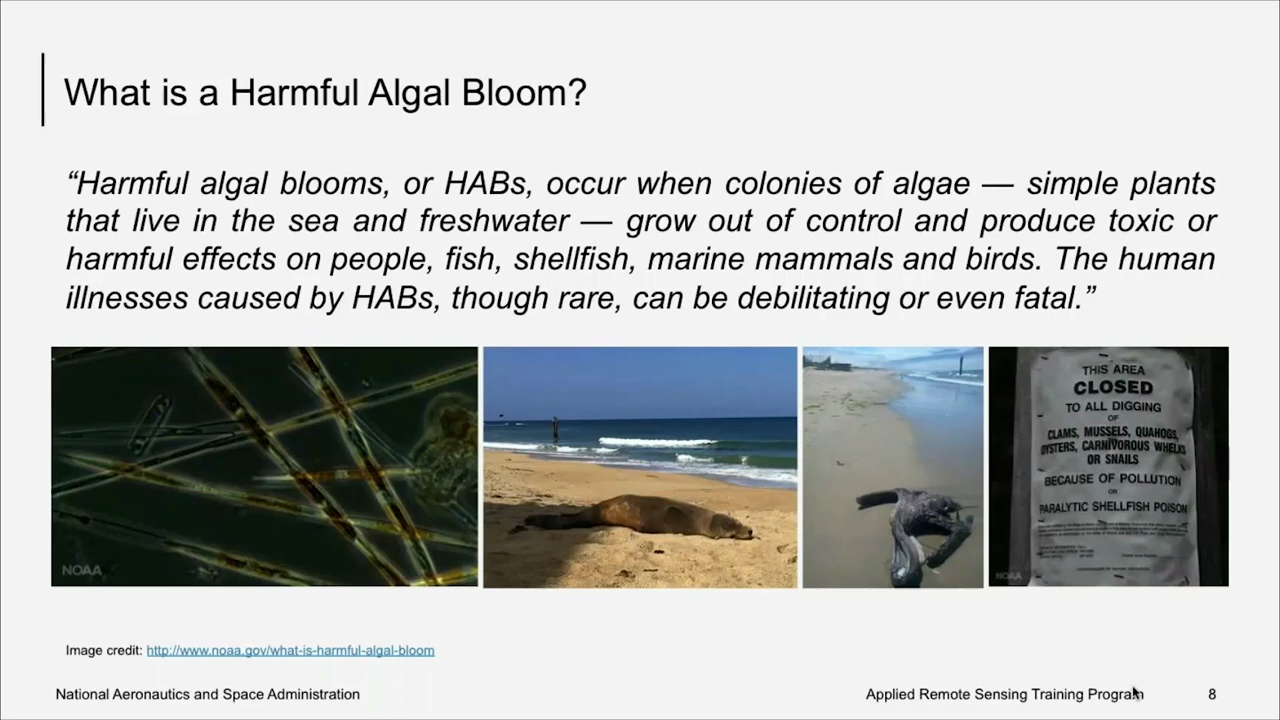 What is a Harmful Algal Bloom?
“Harmful algal blooms, or HABs, occur when colonies of algae — simple plants
that live in the sea and freshwater — grow out of control and produce toxic or
harmful effects on people, fish, shellfish, marine mammals and birds. The human
illnesses caused by HABs, though rare, can be debilitating or even fatal.”
NOAA
THIS AREA
CLOSED
TO ALL DIGGING
OF
CLAMS, MUSSELS, QUAHOGS,
OYSTERS, CARNIVOROUS WHELKS
OR SNAILS
BECAUSE OF POLLUTION
OR
PARALYTIC SHELLFISH POISON
NOAA
Image credit: http://www.noaa.gov/what-is-harmful-algal-bloom
National Aeronautics and Space Administration
Applied Remote Sensing Training Program
8